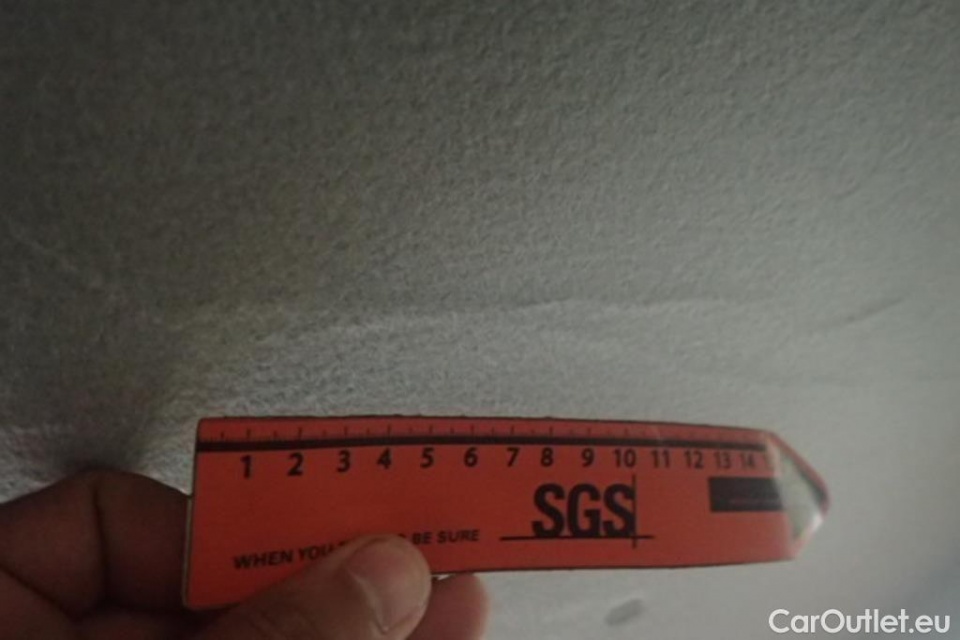 1 2 3 4 5 6 7 8 9 10 11 12 13 14
SGS
WHEN YOU BE SURE
CarOutlet.eu